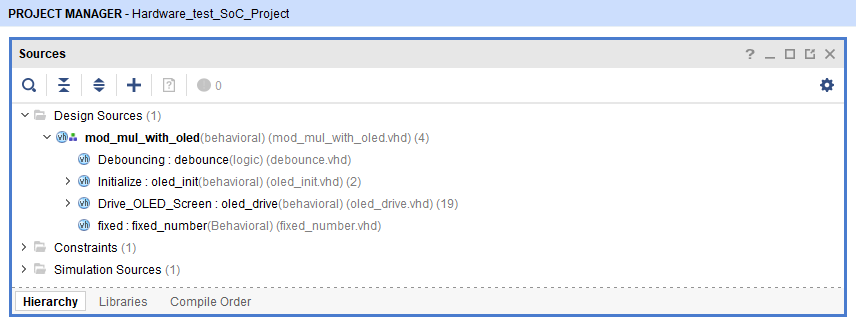 PROJECT MANAGER - Hardware_test_SoC_Project
Sources
0
Design Sources (1)
mod_mul_with_oled(behavioral) (mod_mul_with_oled.vhd) (4)
Debouncing : debounce(logic) (debounce.vhd)
Initialize : oled_init(behavioral) (oled_init.vhd) (2)
Drive_OLED_Screen : oled_drive(behavioral) (oled_drive.vhd) (19)
fixed : fixed_number(Behavioral) (fixed_number.vhd)
Constraints (1)
Simulation Sources (1)
Hierarchy Libraries Compile Order